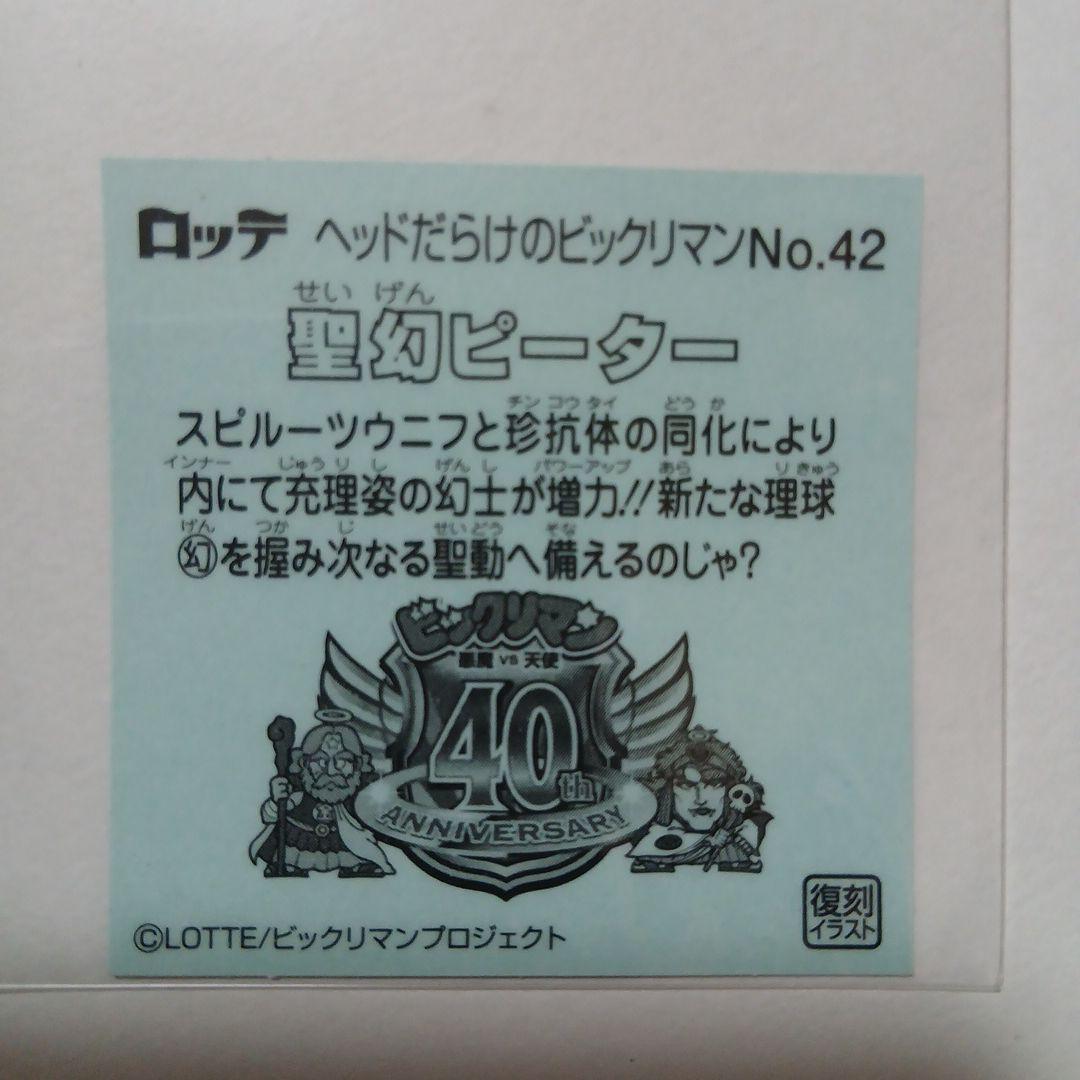 ロッテ ヘッドだらけのビックリマンNo.42
せい げん
聖幻ピーター
チン コウ タイ どう か
スピルーツウニフと珍抗体の同化により
インナー じゅう り し げん し パワーアップ あら り きゅう
内にて充理姿の幻士が増力!!新たな理球
げん つか じ せい どう そな
㊈を握み次なる聖動へ備えるのじゃ?
ビックリマン
悪魔 VS 天使
40th
ANNIVERSARY
復刻
イラスト
©LOTTE/ビックリマンプロジェクト